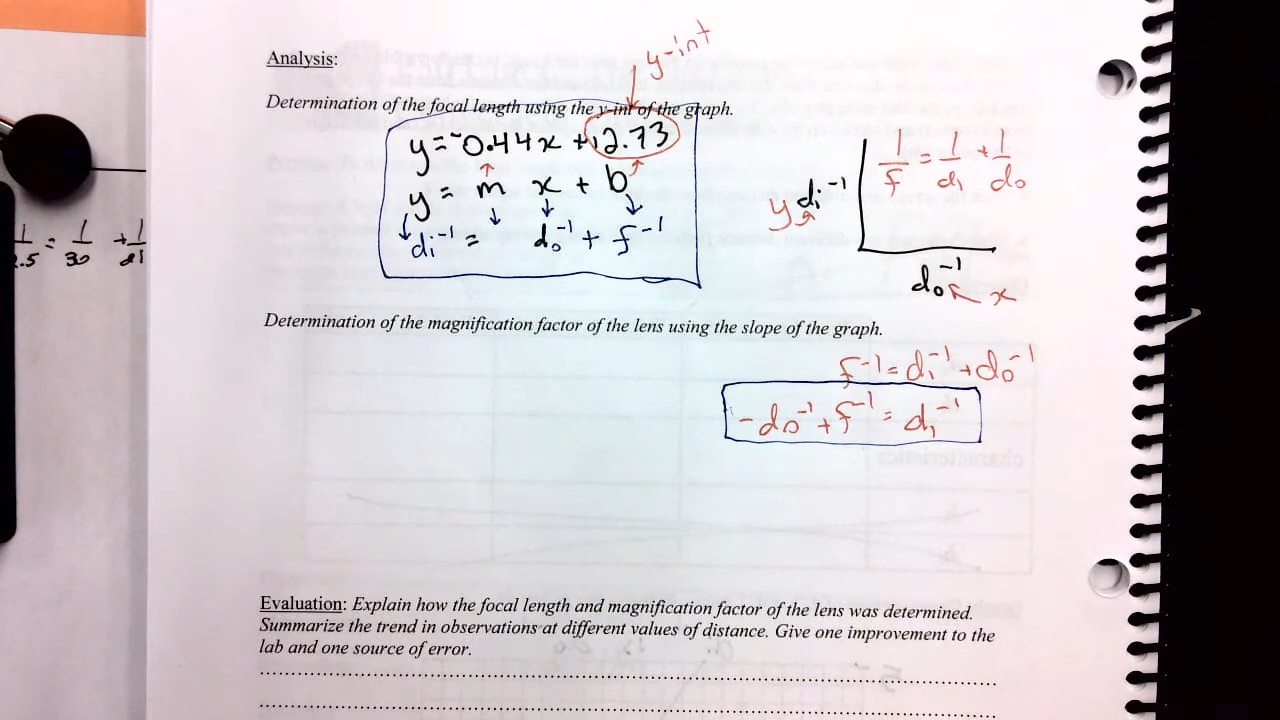 y-int
Analysis:
Determination of the focal length using the y-int of the graph.
y = -0.44x + 12.73
y = m x + b
di⁻¹ = do⁻¹ + f⁻¹
1/f = 1/di + 1/do
y di⁻¹
do⁻¹ x
= 1/30 + 1/di
Determination of the magnification factor of the lens using the slope of the graph.
f⁻¹ = di⁻¹ + do⁻¹
-do⁻¹ + f⁻¹ = di⁻¹
Evaluation: Explain how the focal length and magnification factor of the lens was determined.
Summarize the trend in observations at different values of distance. Give one improvement to the
lab and one source of error.